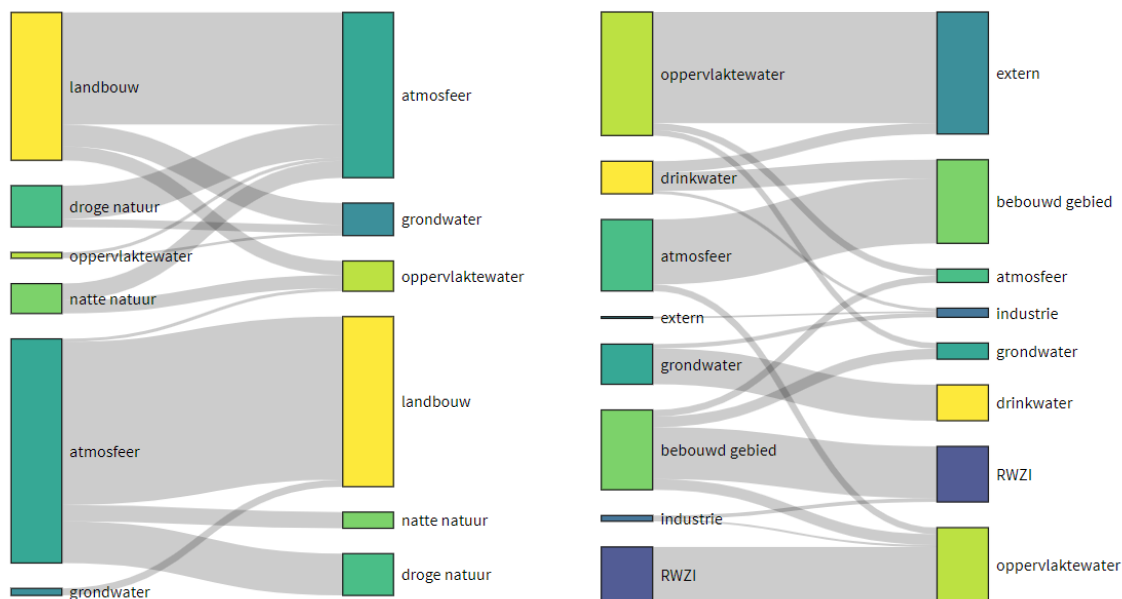 landbouw
droge natuur
oppervlaktewater
natte natuur
atmosfeer
grondwater
atmosfeer
grondwater
oppervlaktewater
landbouw
natte natuur
droge natuur
oppervlaktewater
drinkwater
atmosfeer
extern
grondwater
bebouwd gebied
industrie
RWZI
extern
bebouwd gebied
atmosfeer
industrie
grondwater
drinkwater
RWZI
oppervlaktewater